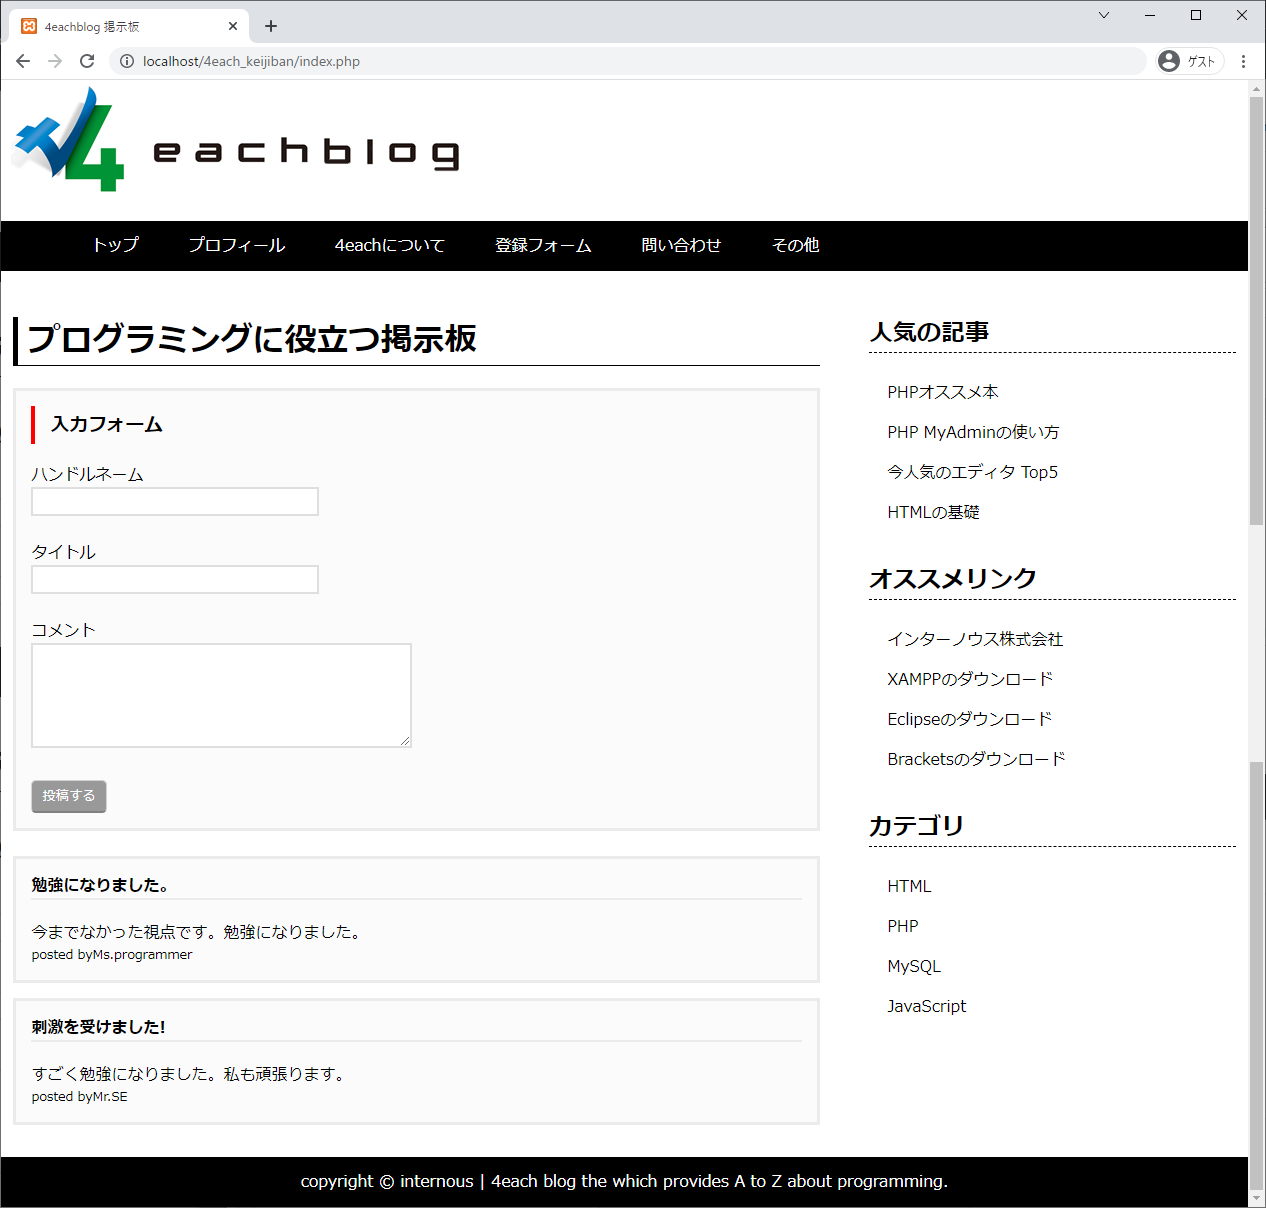 4eachblog 掲示板
localhost/4each_keijiban/index.php
ゲスト
4 eachblog
トップ プロフィール 4eachについて 登録フォーム 問い合わせ その他
プログラミングに役立つ掲示板
入力フォーム
ハンドルネーム
タイトル
コメント
投稿する
勉強になりました。
今までなかった視点です。勉強になりました。
posted byMs.programmer
刺激を受けました!
すごく勉強になりました。私も頑張ります。
posted byMr.SE
人気の記事
PHPオススメ本
PHP MyAdminの使い方
今人気のエディタ Top5
HTMLの基礎
オススメリンク
インターノウス株式会社
XAMPPのダウンロード
Eclipseのダウンロード
Bracketsのダウンロード
カテゴリ
HTML
PHP
MySQL
JavaScript
copyright © internous | 4each blog the which provides A to Z about programming.